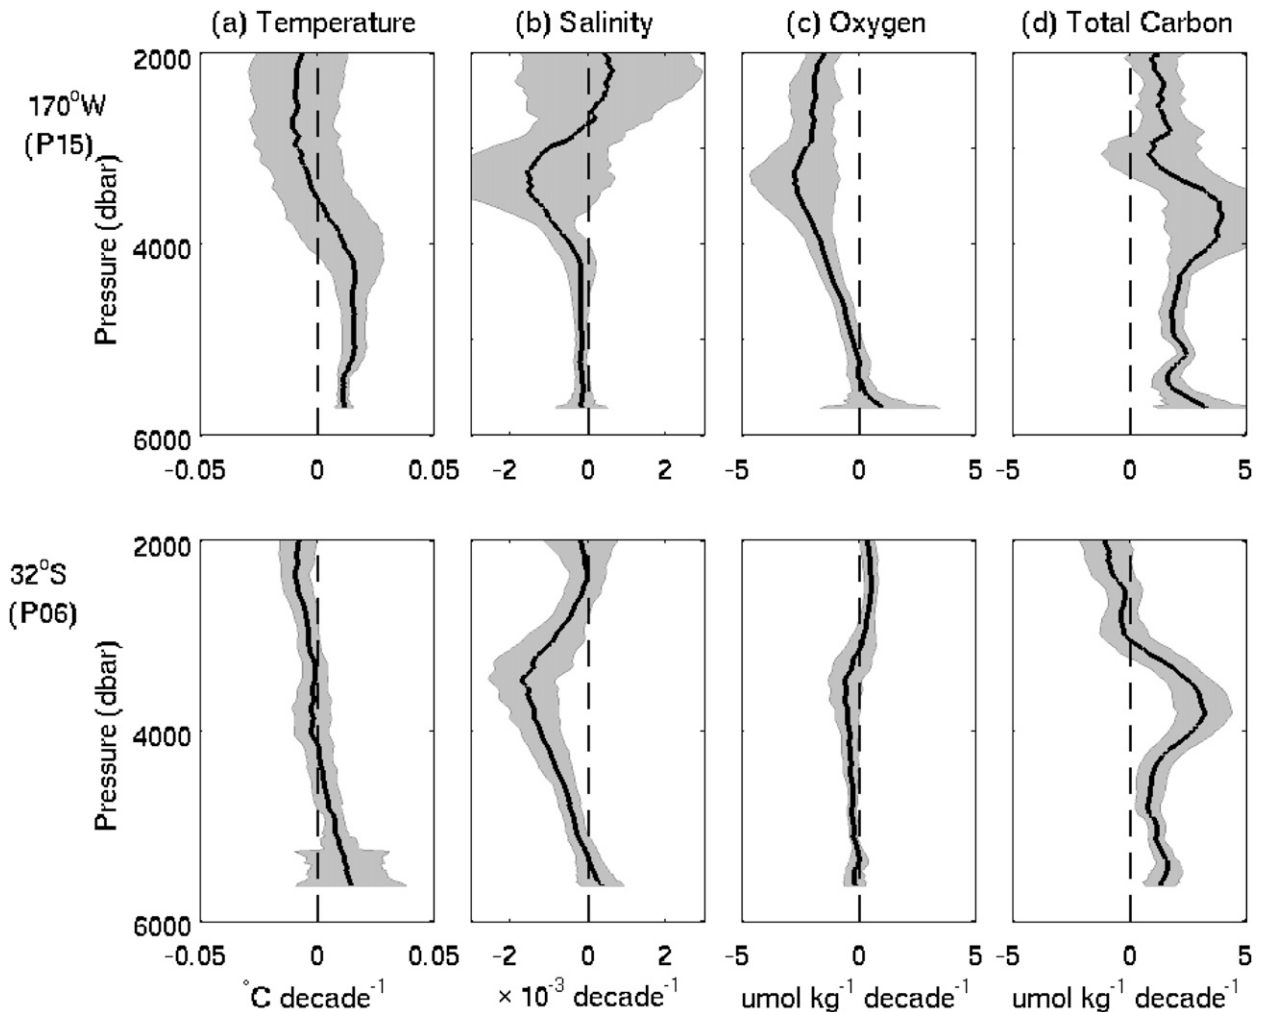 (a) Temperature (b) Salinity (c) Oxygen (d) Total Carbon
170°W
(P15)
Pressure (dbar)
2000
4000
6000
-0.05 0 0.05 -2 0 2 -5 0 5 -5 0 5
32°S
(P06)
Pressure (dbar)
2000
4000
6000
-0.05 0 0.05 -2 0 2 -5 0 5 -5 0 5
°C decade⁻¹ × 10⁻³ decade⁻¹ umol kg⁻¹ decade⁻¹ umol kg⁻¹ decade⁻¹